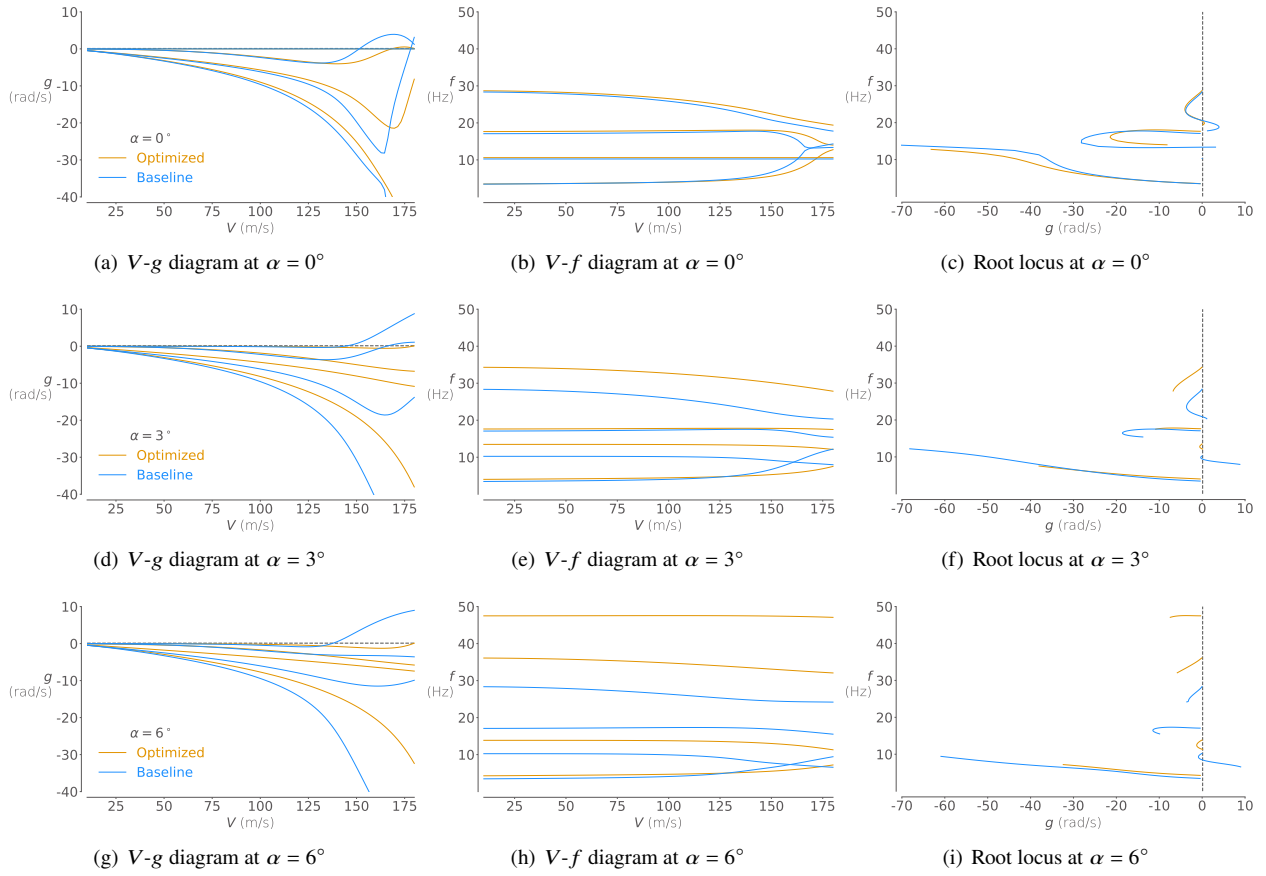 10
0
-10
-20
-30
-40
g
(rad/s)
α = 0°
Optimized
Baseline
25 50 75 100 125 150 175
V (m/s)
(a) V-g diagram at α = 0°
50
40
30
20
10
f
(Hz)
25 50 75 100 125 150 175
V (m/s)
(b) V-f diagram at α = 0°
50
40
30
20
10
f
(Hz)
-70 -60 -50 -40 -30 -20 -10 0 10
g (rad/s)
(c) Root locus at α = 0°
10
0
-10
-20
-30
-40
g
(rad/s)
α = 3°
Optimized
Baseline
25 50 75 100 125 150 175
V (m/s)
(d) V-g diagram at α = 3°
50
40
30
20
10
f
(Hz)
25 50 75 100 125 150 175
V (m/s)
(e) V-f diagram at α = 3°
50
40
30
20
10
f
(Hz)
-70 -60 -50 -40 -30 -20 -10 0 10
g (rad/s)
(f) Root locus at α = 3°
10
0
-10
-20
-30
-40
g
(rad/s)
α = 6°
Optimized
Baseline
25 50 75 100 125 150 175
V (m/s)
(g) V-g diagram at α = 6°
50
40
30
20
10
f
(Hz)
25 50 75 100 125 150 175
V (m/s)
(h) V-f diagram at α = 6°
50
40
30
20
10
f
(Hz)
-70 -60 -50 -40 -30 -20 -10 0 10
g (rad/s)
(i) Root locus at α = 6°